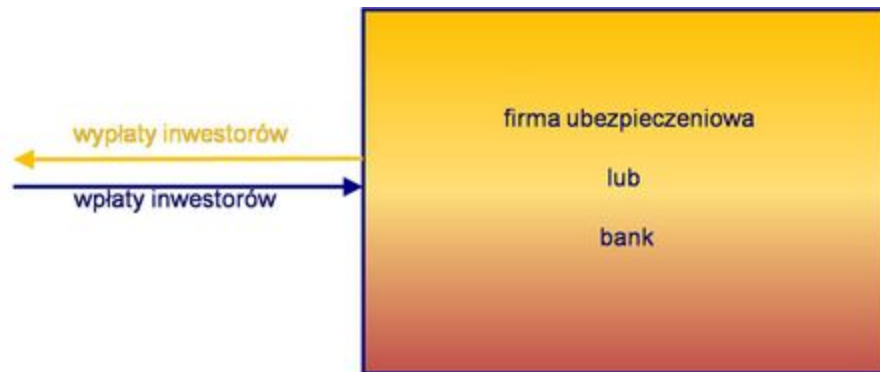 wypłaty inwestorów
wpłaty inwestorów
firma ubezpieczeniowa
lub
bank